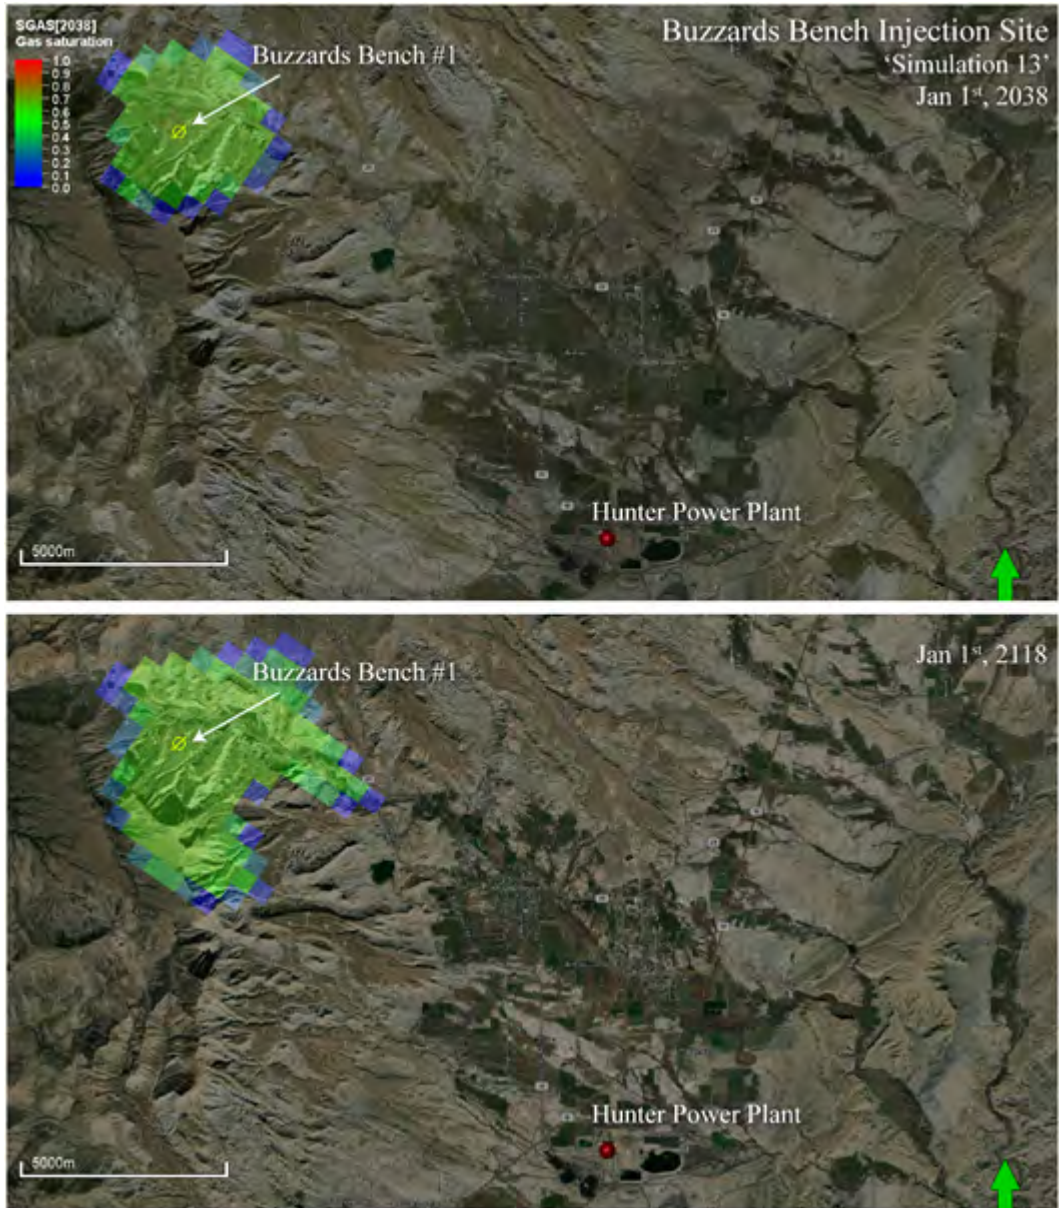 SGAS[2038]
Gas saturation
1.0
0.9
0.8
0.7
0.6
0.5
0.4
0.3
0.2
0.1
0.0
Buzzards Bench #1
Buzzards Bench Injection Site
‘Simulation 13’
Jan 1st, 2038
Hunter Power Plant
5000m
Jan 1st, 2118
Buzzards Bench #1
Hunter Power Plant
5000m